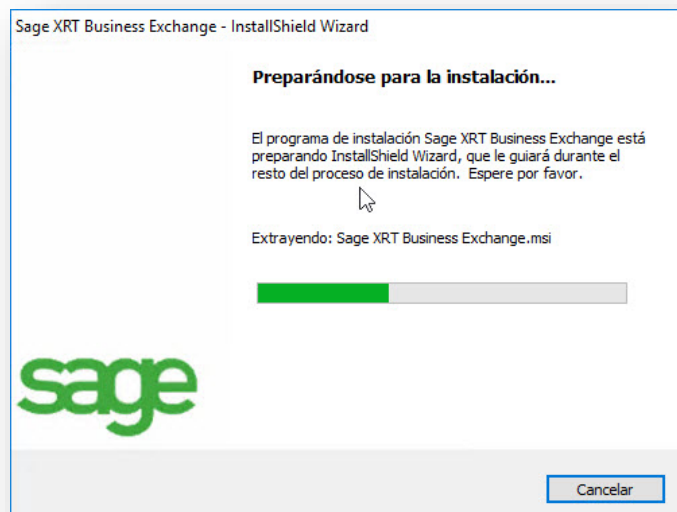 Sage XRT Business Exchange - InstallShield Wizard
Preparándose para la instalación...
El programa de instalación Sage XRT Business Exchange está
preparando InstallShield Wizard, que le guiará durante el
resto del proceso de instalación. Espere por favor.
Extrayendo: Sage XRT Business Exchange.msi
sage
Cancelar